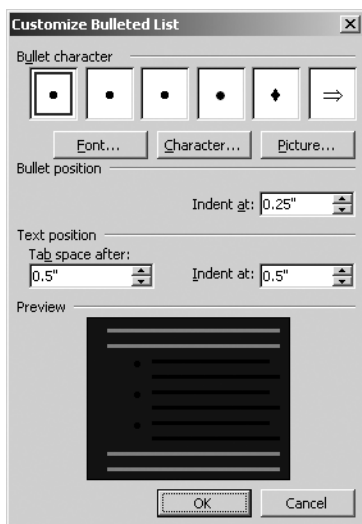 Customize Bulleted List
Bullet character
Font... Character... Picture...
Bullet position
Indent at: 0.25"
Text position
Tab space after:
0.5" Indent at: 0.5"
Preview
OK Cancel